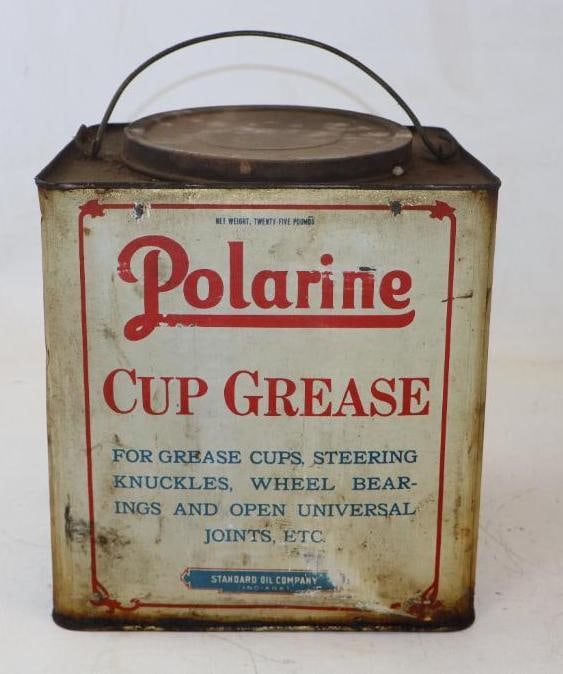 NET WEIGHT, TWENTY-FIVE POUNDS
Polarine
CUP GREASE
FOR GREASE CUPS, STEERING
KNUCKLES, WHEEL BEAR-
INGS AND OPEN UNIVERSAL
JOINTS, ETC.
STANDARD OIL COMPANY
(INDIANA)